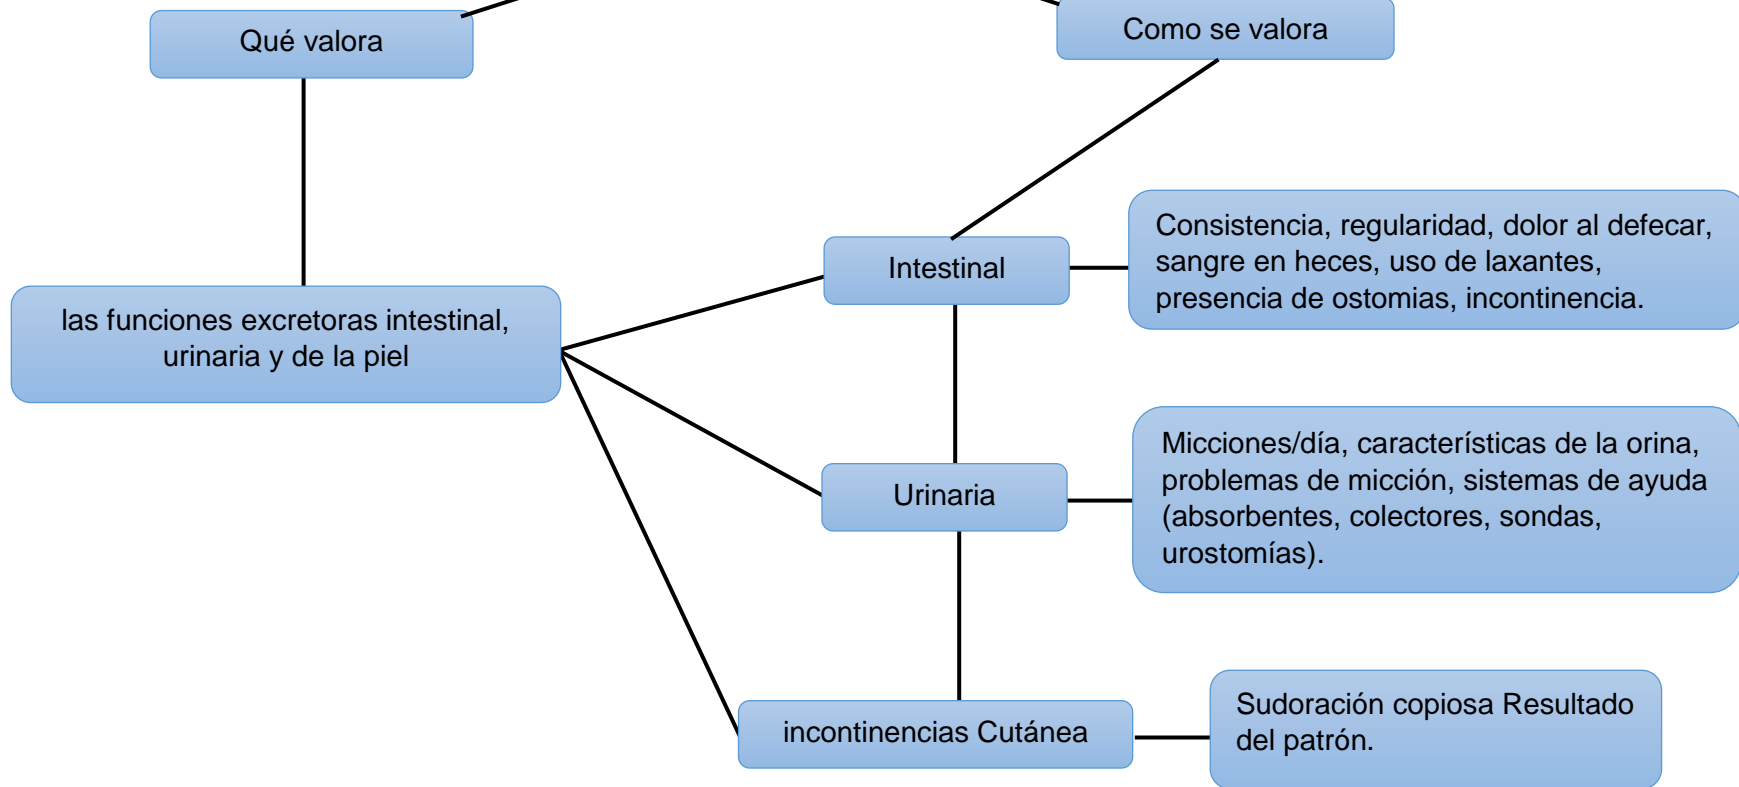 Qué valora
Como se valora
Consistencia, regularidad, dolor al defecar,
sangre en heces, uso de laxantes,
presencia de ostomias, incontinencia.
Intestinal
las funciones excretoras intestinal,
urinaria y de la piel
Micciones/día, características de la orina,
problemas de micción, sistemas de ayuda
(absorbentes, colectores, sondas,
urostomías).
Urinaria
incontinencias Cutánea
Sudoración copiosa Resultado
del patrón.